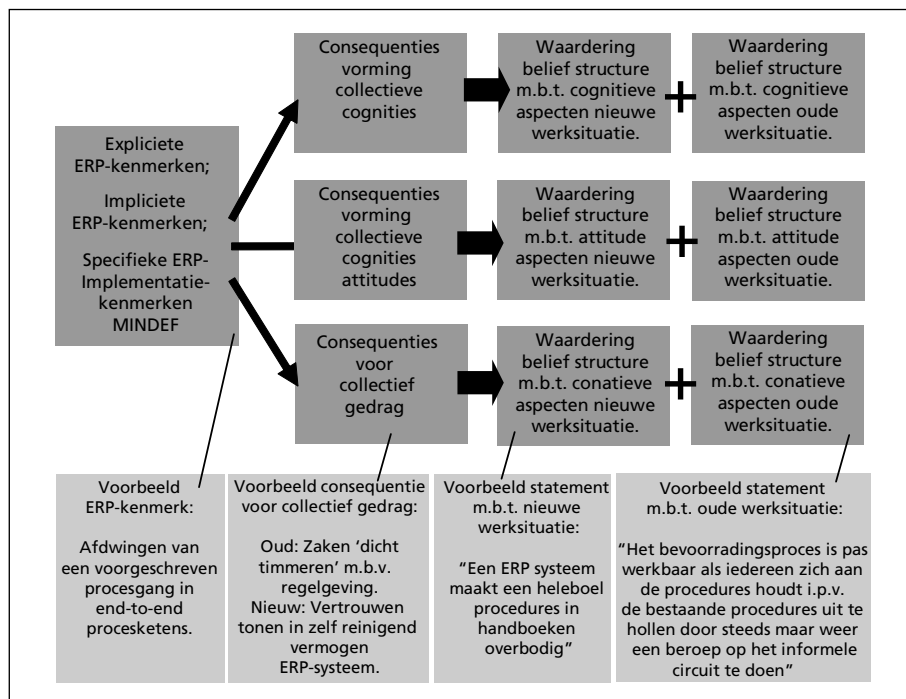 Consequenties
vorming
collectieve
cognities
Waardering
belief structure
m.b.t. cognitieve
aspecten nieuwe
werksituatie.
+
Waardering
belief structure
m.b.t. cognitieve
aspecten oude
werksituatie.
Expliciete
ERP-kenmerken;
Impliciete
ERP-kenmerken;
Specifieke ERP-
Implementatie-
kenmerken
MINDEF
Consequenties
vorming
collectieve
cognities
attitudes
Waardering
belief structure
m.b.t. attitude
aspecten nieuwe
werksituatie.
+
Waardering
belief structure
m.b.t. attitude
aspecten oude
werksituatie.
Consequenties
voor
collectief
gedrag
Waardering
belief structure
m.b.t. conatieve
aspecten nieuwe
werksituatie.
+
Waardering
belief structure
m.b.t. conatieve
aspecten oude
werksituatie.
Voorbeeld
ERP-kenmerk:
Afdwingen van
een voorgeschreven
procesgang in
end-to-end
procesketens.
Voorbeeld consequentie
voor collectief gedrag:
Oud: Zaken ‘dicht
timmeren’ m.b.v.
regelgeving.
Nieuw: Vertrouwen
tonen in zelf reinigend
vermogen
ERP-systeem.
Voorbeeld statement
m.b.t. nieuwe
werksituatie:
“Een ERP systeem
maakt een heleboel
procedures in
handboeken
overbodig”
Voorbeeld statement
m.b.t. oude werksituatie:
“Het bevoorradingsproces is pas
werkbaar als iedereen zich aan
de procedures houdt i.p.v.
de bestaande procedures uit te
hollen door steeds maar weer
een beroep op het informele
circuit te doen”